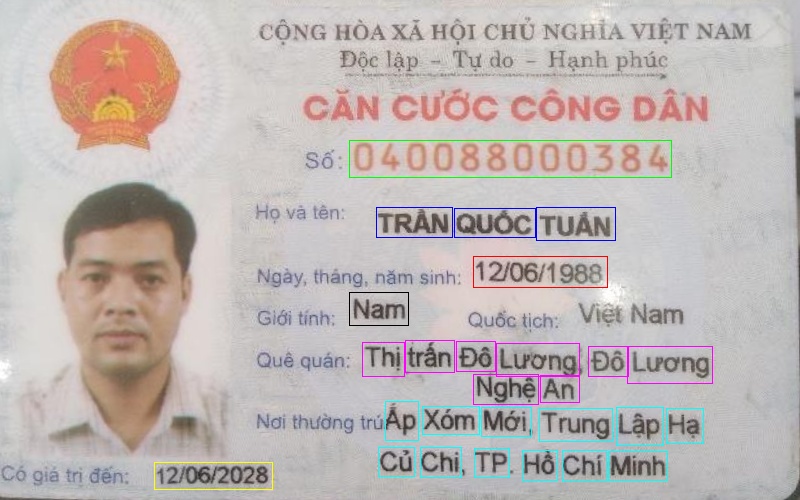 CỘNG HÒA XÃ HỘI CHỦ NGHĨA VIỆT NAM
Độc lập - Tự do - Hạnh phúc
CĂN CƯỚC CÔNG DÂN
Số: 040088000384
Họ và tên: TRẦN QUỐC TUẤN
Ngày, tháng, năm sinh: 12/06/1988
Giới tính: Nam Quốc tịch: Việt Nam
Quê quán: Thị trấn Đô Lương, Đô Lương
Nghệ An
Nơi thường trú: Ấp Xóm Mới, Trung Lập Hạ
Củ Chi, TP. Hồ Chí Minh
Có giá trị đến: 12/06/2028